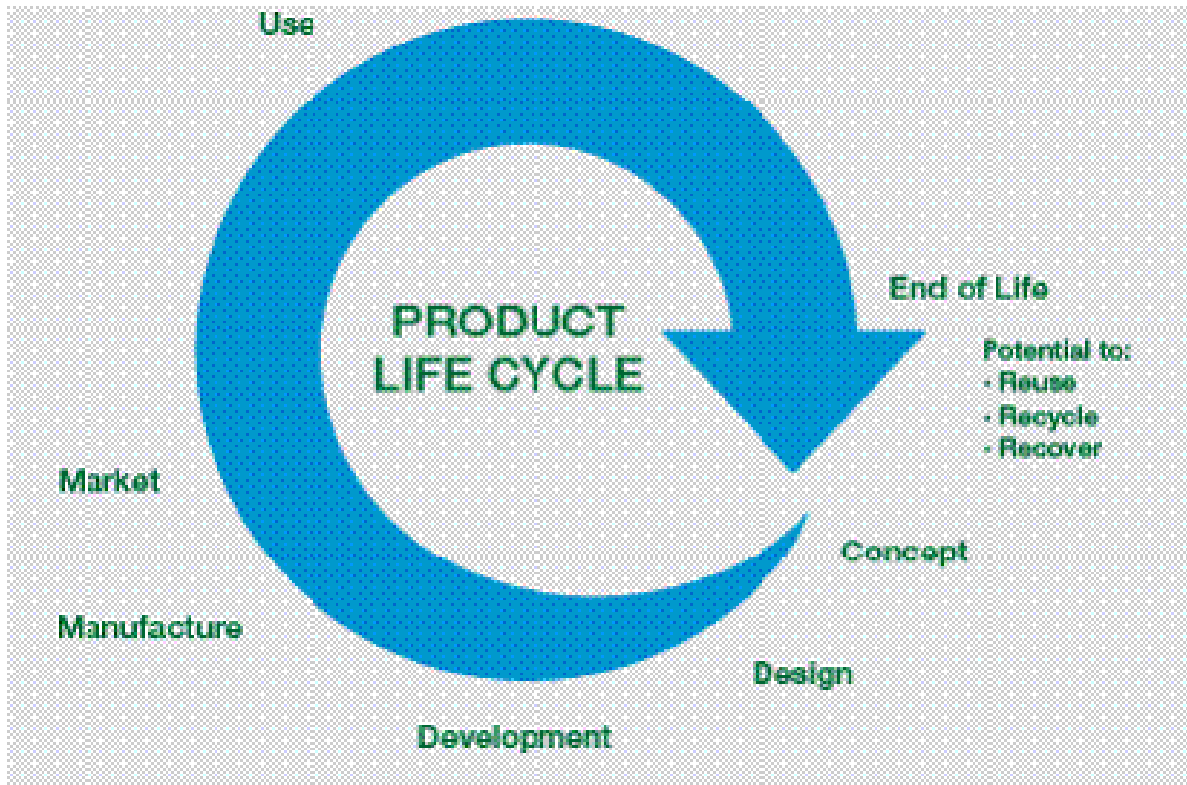 Use
End of Life
PRODUCT
LIFE CYCLE
Potential to:
- Reuse
- Recycle
- Recover
Market
Concept
Manufacture
Design
Development